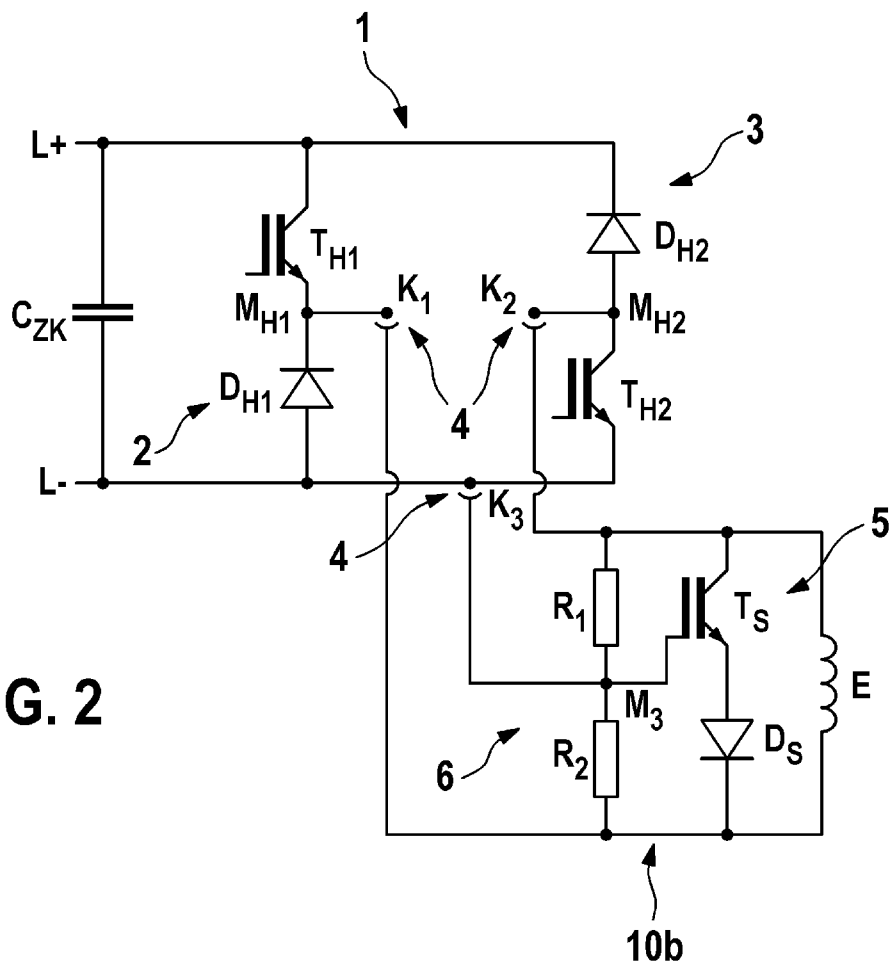 1
L+
3
T_H1
D_H2
C_ZK
M_H1
K_1
K_2
M_H2
D_H1
4
T_H2
2
L-
K_3
4
5
R_1
T_S
G. 2
M_3
E
6
R_2
D_S
10b